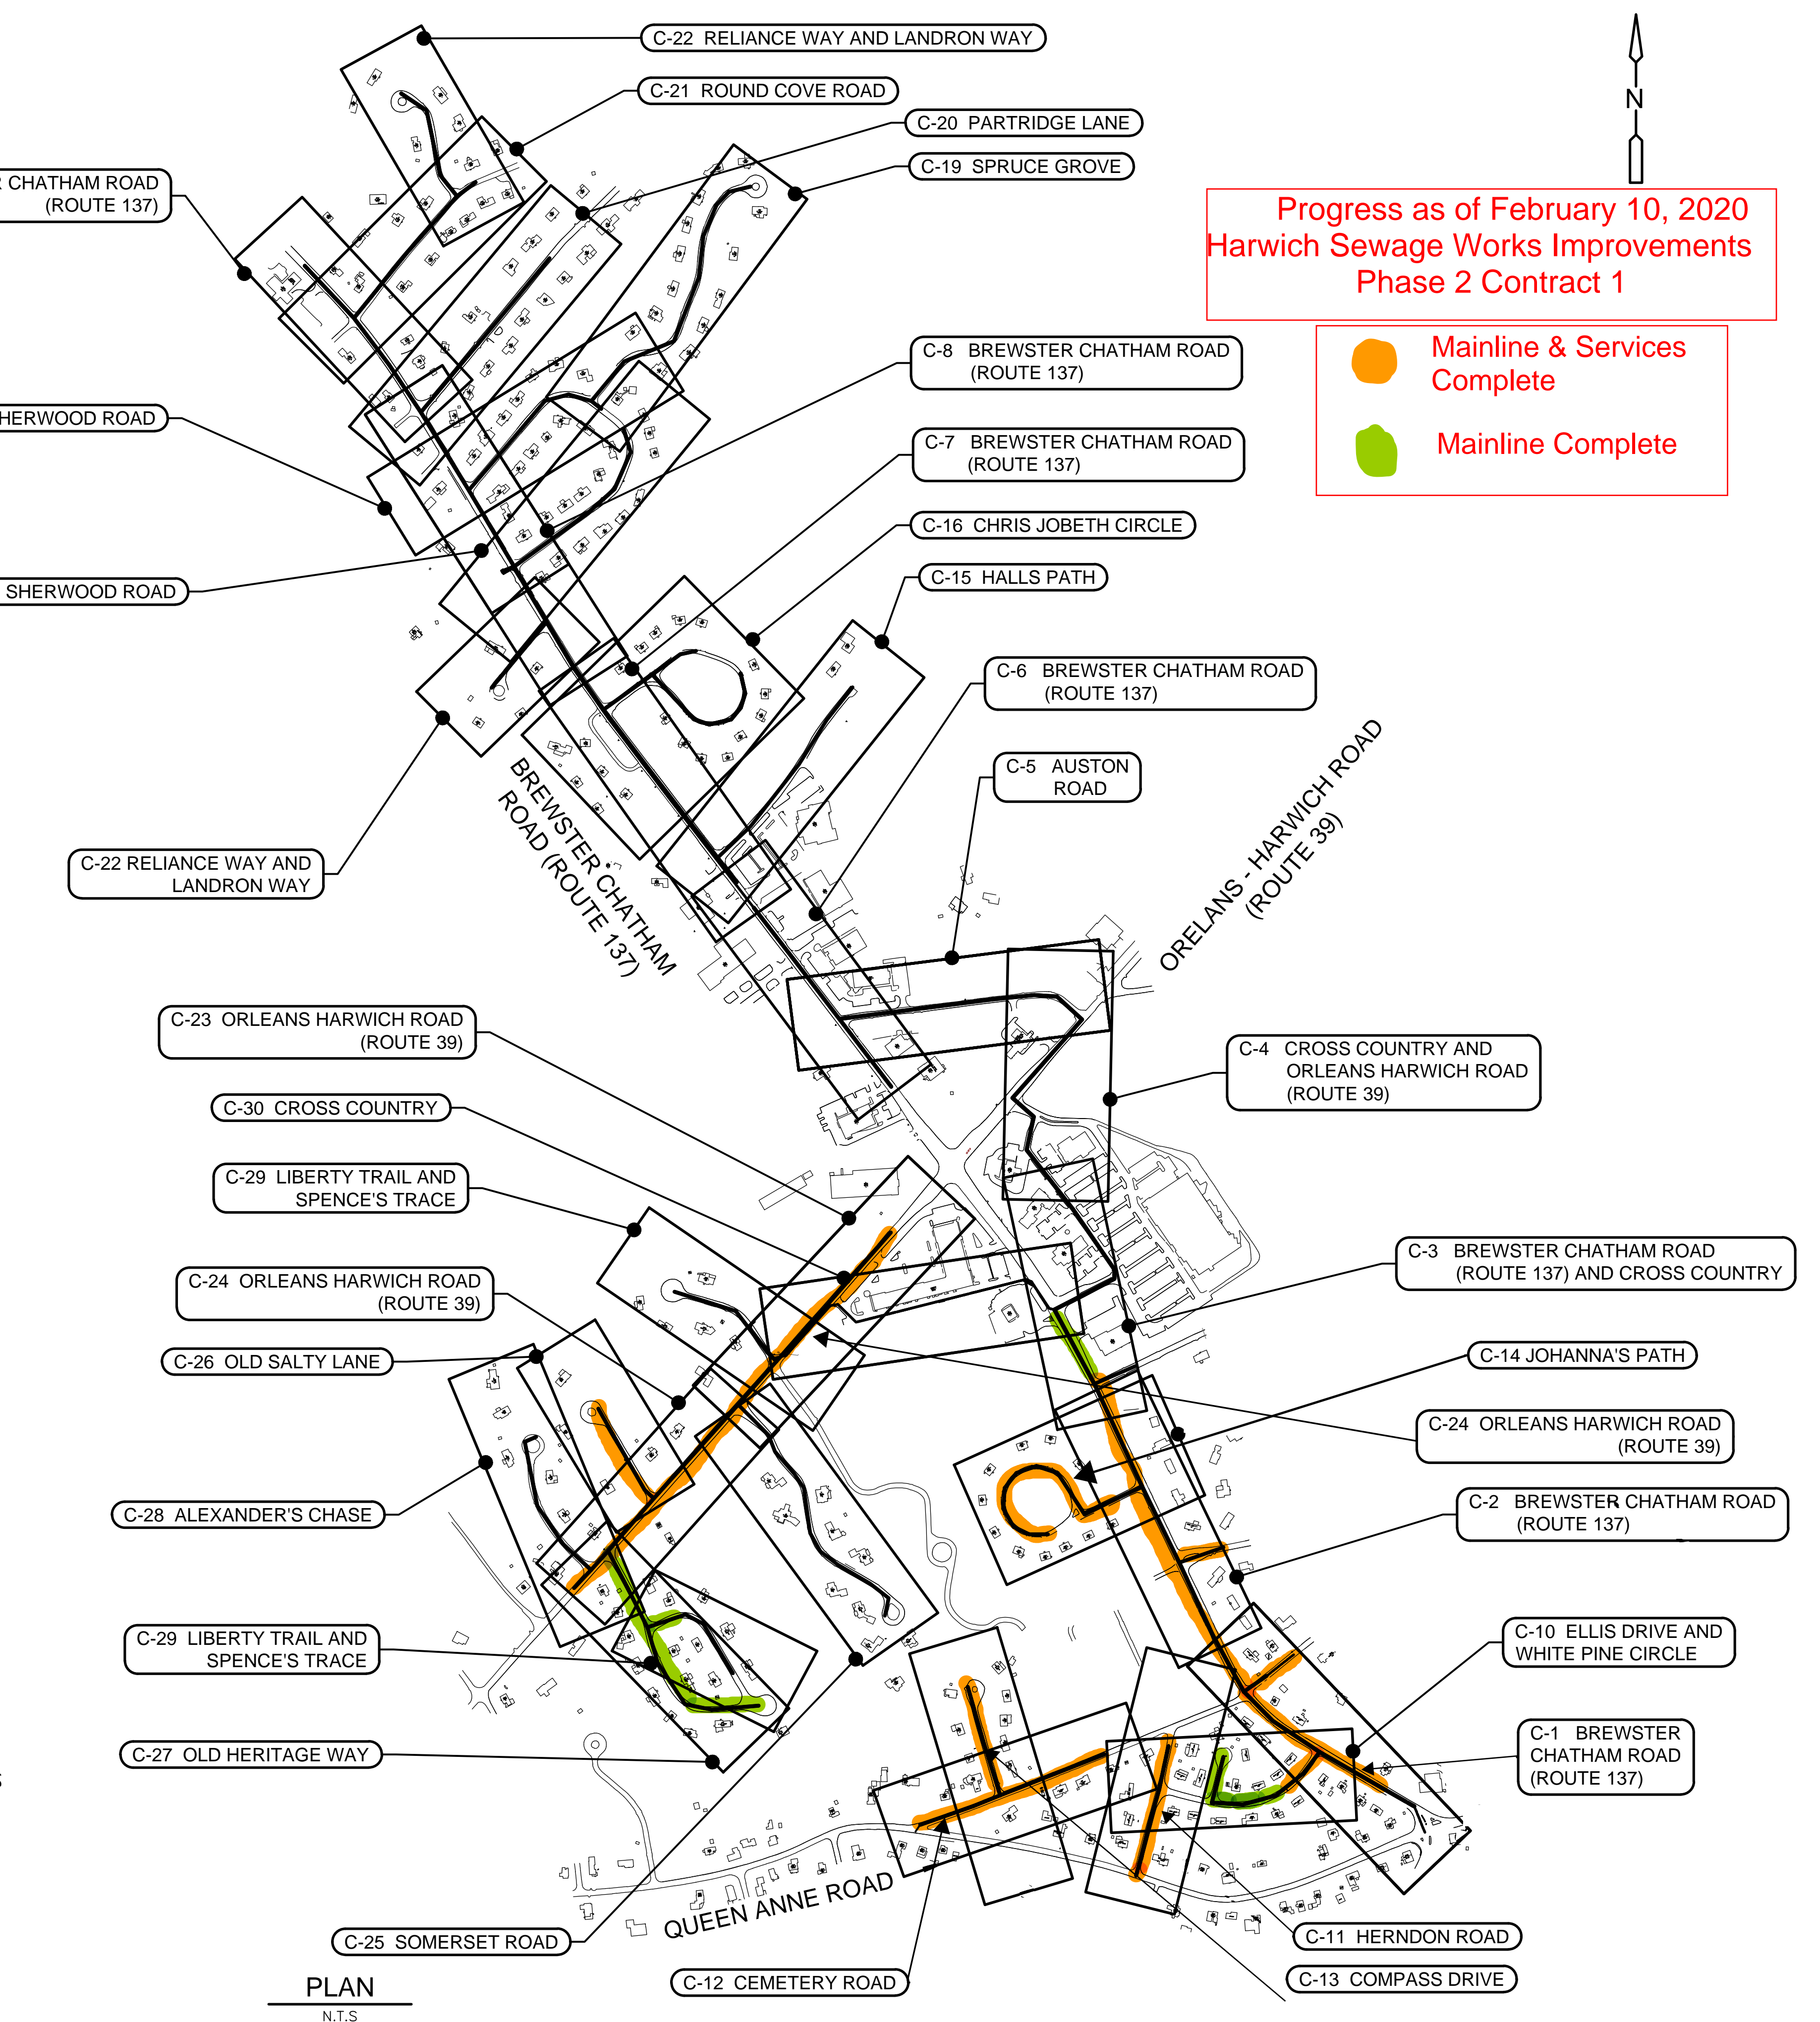 C-22 RELIANCE WAY AND LANDRON WAY
C-21 ROUND COVE ROAD
C-20 PARTRIDGE LANE
C-19 SPRUCE GROVE
N
CHATHAM ROAD
(ROUTE 137)
Progress as of February 10, 2020
Harwich Sewage Works Improvements
Phase 2 Contract 1
Mainline & Services
Complete
Mainline Complete
C-8 BREWSTER CHATHAM ROAD
(ROUTE 137)
HERWOOD ROAD
C-7 BREWSTER CHATHAM ROAD
(ROUTE 137)
C-16 CHRIS JOBETH CIRCLE
C-15 HALLS PATH
SHERWOOD ROAD
C-6 BREWSTER CHATHAM ROAD
(ROUTE 137)
C-5 AUSTON
ROAD
BREWSTER CHATHAM
ROAD (ROUTE 137)
ORELANS - HARWICH ROAD
(ROUTE 39)
C-22 RELIANCE WAY AND
LANDRON WAY
C-23 ORLEANS HARWICH ROAD
(ROUTE 39)
C-4 CROSS COUNTRY AND
ORLEANS HARWICH ROAD
(ROUTE 39)
C-30 CROSS COUNTRY
C-29 LIBERTY TRAIL AND
SPENCE'S TRACE
C-3 BREWSTER CHATHAM ROAD
(ROUTE 137) AND CROSS COUNTRY
C-24 ORLEANS HARWICH ROAD
(ROUTE 39)
C-26 OLD SALTY LANE
C-14 JOHANNA'S PATH
C-24 ORLEANS HARWICH ROAD
(ROUTE 39)
C-28 ALEXANDER'S CHASE
C-2 BREWSTER CHATHAM ROAD
(ROUTE 137)
C-29 LIBERTY TRAIL AND
SPENCE'S TRACE
C-10 ELLIS DRIVE AND
WHITE PINE CIRCLE
C-27 OLD HERITAGE WAY
C-1 BREWSTER
CHATHAM ROAD
(ROUTE 137)
QUEEN ANNE ROAD
C-25 SOMERSET ROAD
C-11 HERNDON ROAD
C-12 CEMETERY ROAD
C-13 COMPASS DRIVE
PLAN
N.T.S